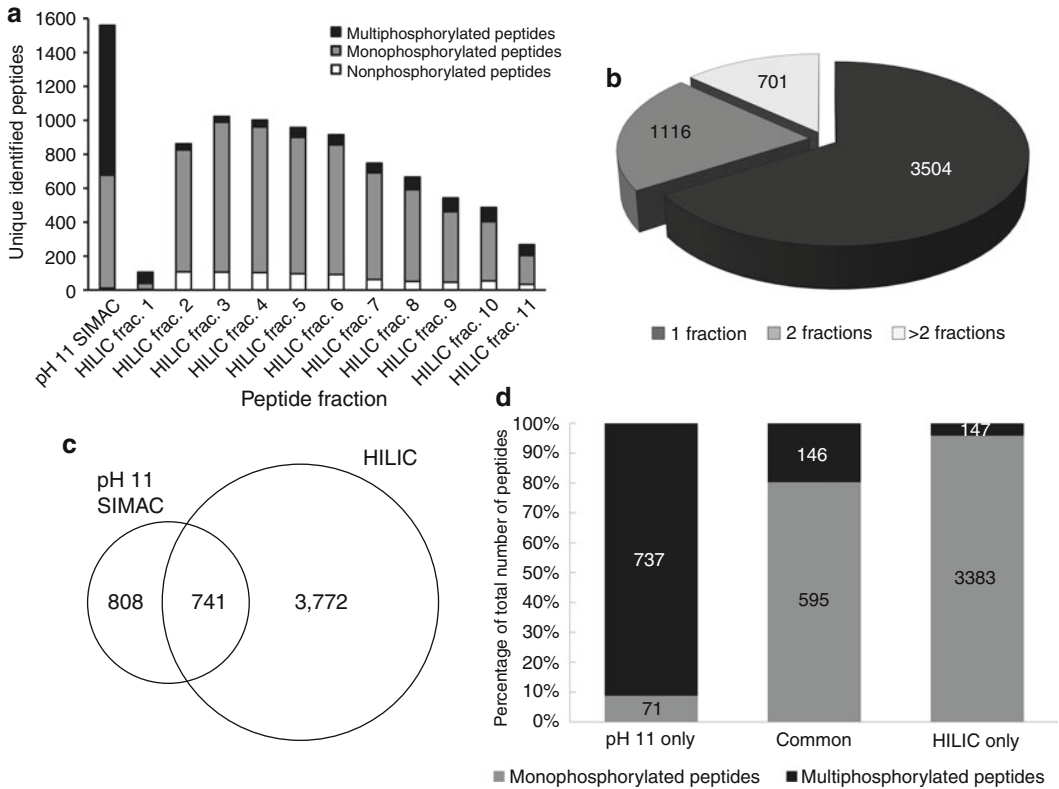 a
Unique identified peptides
1600
1400
1200
1000
800
600
400
200
0
Multiphosphorylated peptides
Monophosphorylated peptides
Nonphosphorylated peptides
pH 11 SIMAC
HILIC frac. 1
HILIC frac. 2
HILIC frac. 3
HILIC frac. 4
HILIC frac. 5
HILIC frac. 6
HILIC frac. 7
HILIC frac. 8
HILIC frac. 9
HILIC frac. 10
HILIC frac. 11
Peptide fraction
b
701
1116
3504
1 fraction
2 fractions
>2 fractions
c
pH 11
SIMAC
HILIC
808
741
3,772
d
Percentage of total number of peptides
100%
90%
80%
70%
60%
50%
40%
30%
20%
10%
0%
737
71
146
595
147
3383
pH 11 only
Common
HILIC only
Monophosphorylated peptides
Multiphosphorylated peptides